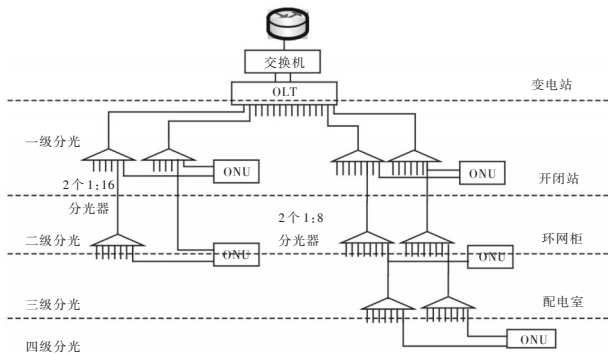 交换机
OLT
变电站
一级分光
ONU
ONU
开闭站
2个1:16
分光器
2个1:8
分光器
二级分光
ONU
环网柜
ONU
三级分光
配电室
四级分光
ONU